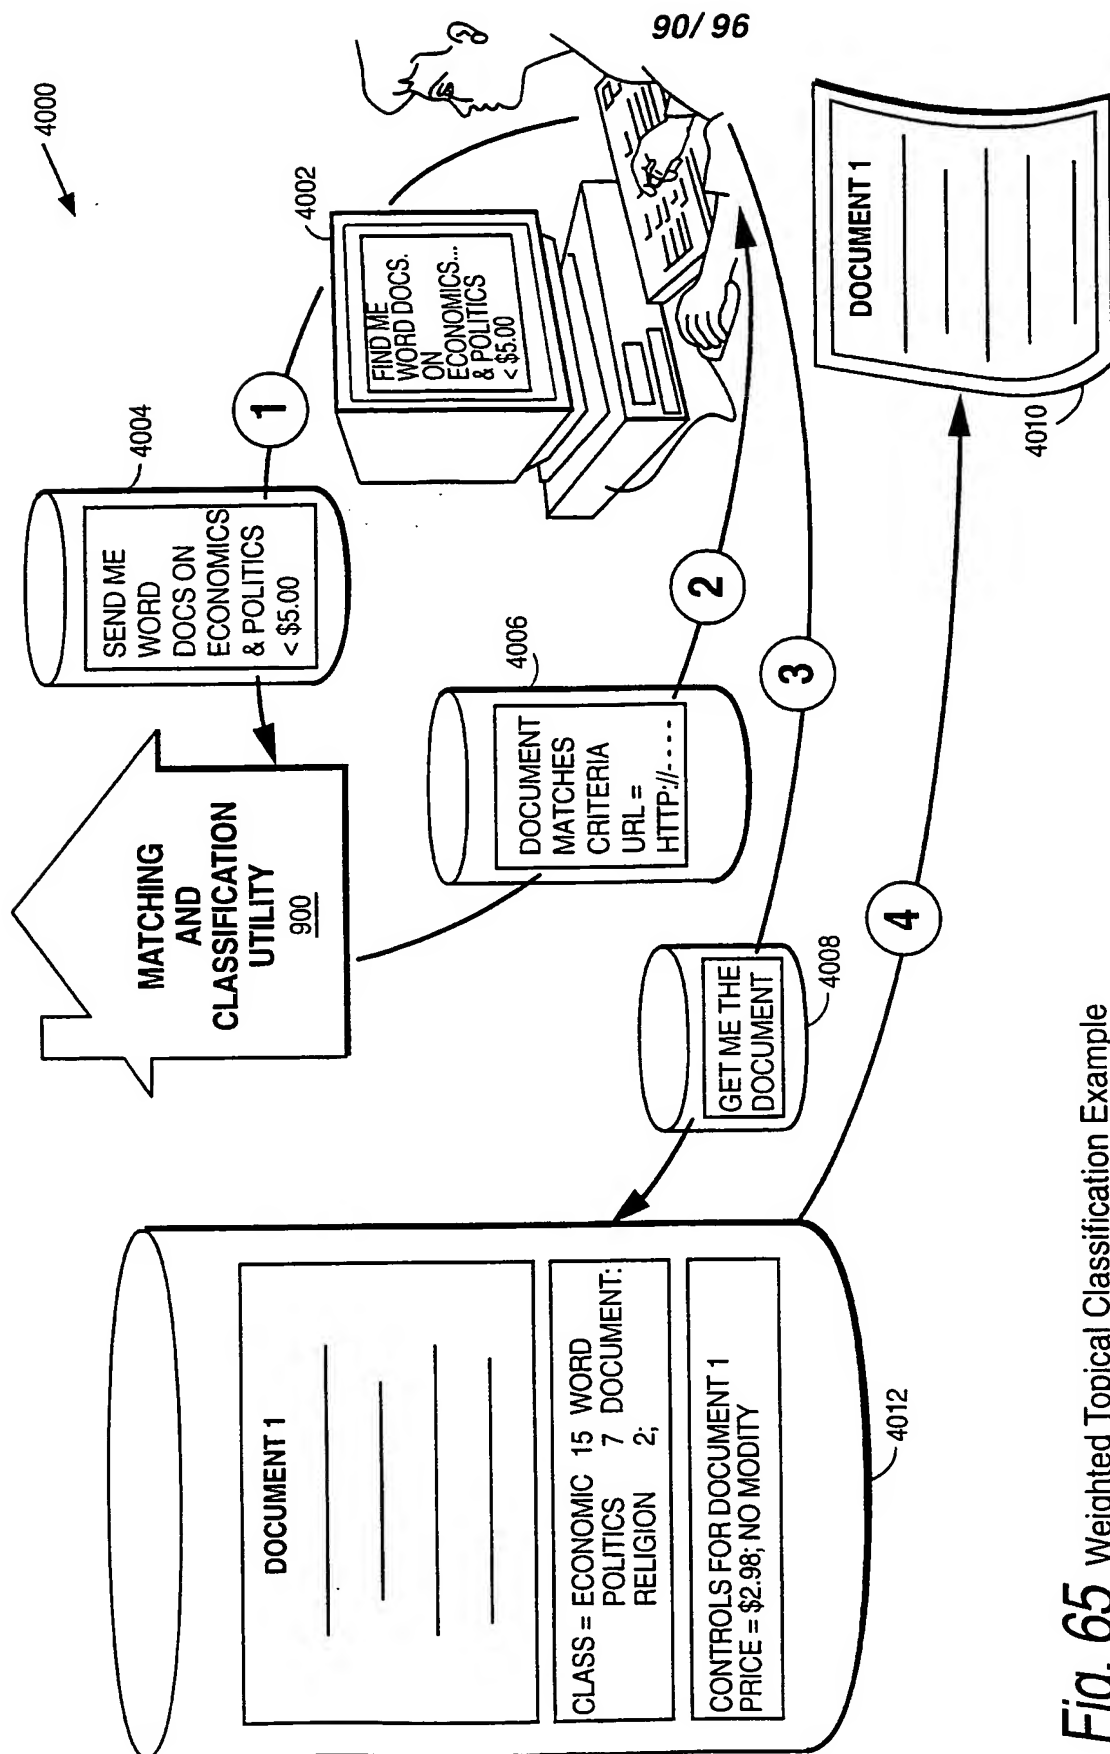 90/ 96
4000
4002
FIND ME
WORD DOCS.
ON
ECONOMICS...
& POLITICS
< $5.00
1
4004
SEND ME
WORD
DOCS ON
ECONOMICS
& POLITICS
< $5.00
MATCHING
AND
CLASSIFICATION
UTILITY
900
4006
DOCUMENT
MATCHES
CRITERIA
URL =
HTTP://----
2
3
GET ME THE
DOCUMENT
4008
4
DOCUMENT 1
4010
DOCUMENT 1
CLASS = ECONOMIC 15 WORD
POLITICS 7 DOCUMENT:
RELIGION 2;
CONTROLS FOR DOCUMENT 1
PRICE = $2.98; NO MODITY
4012
Fig. 65 Weighted Topical Classification Example